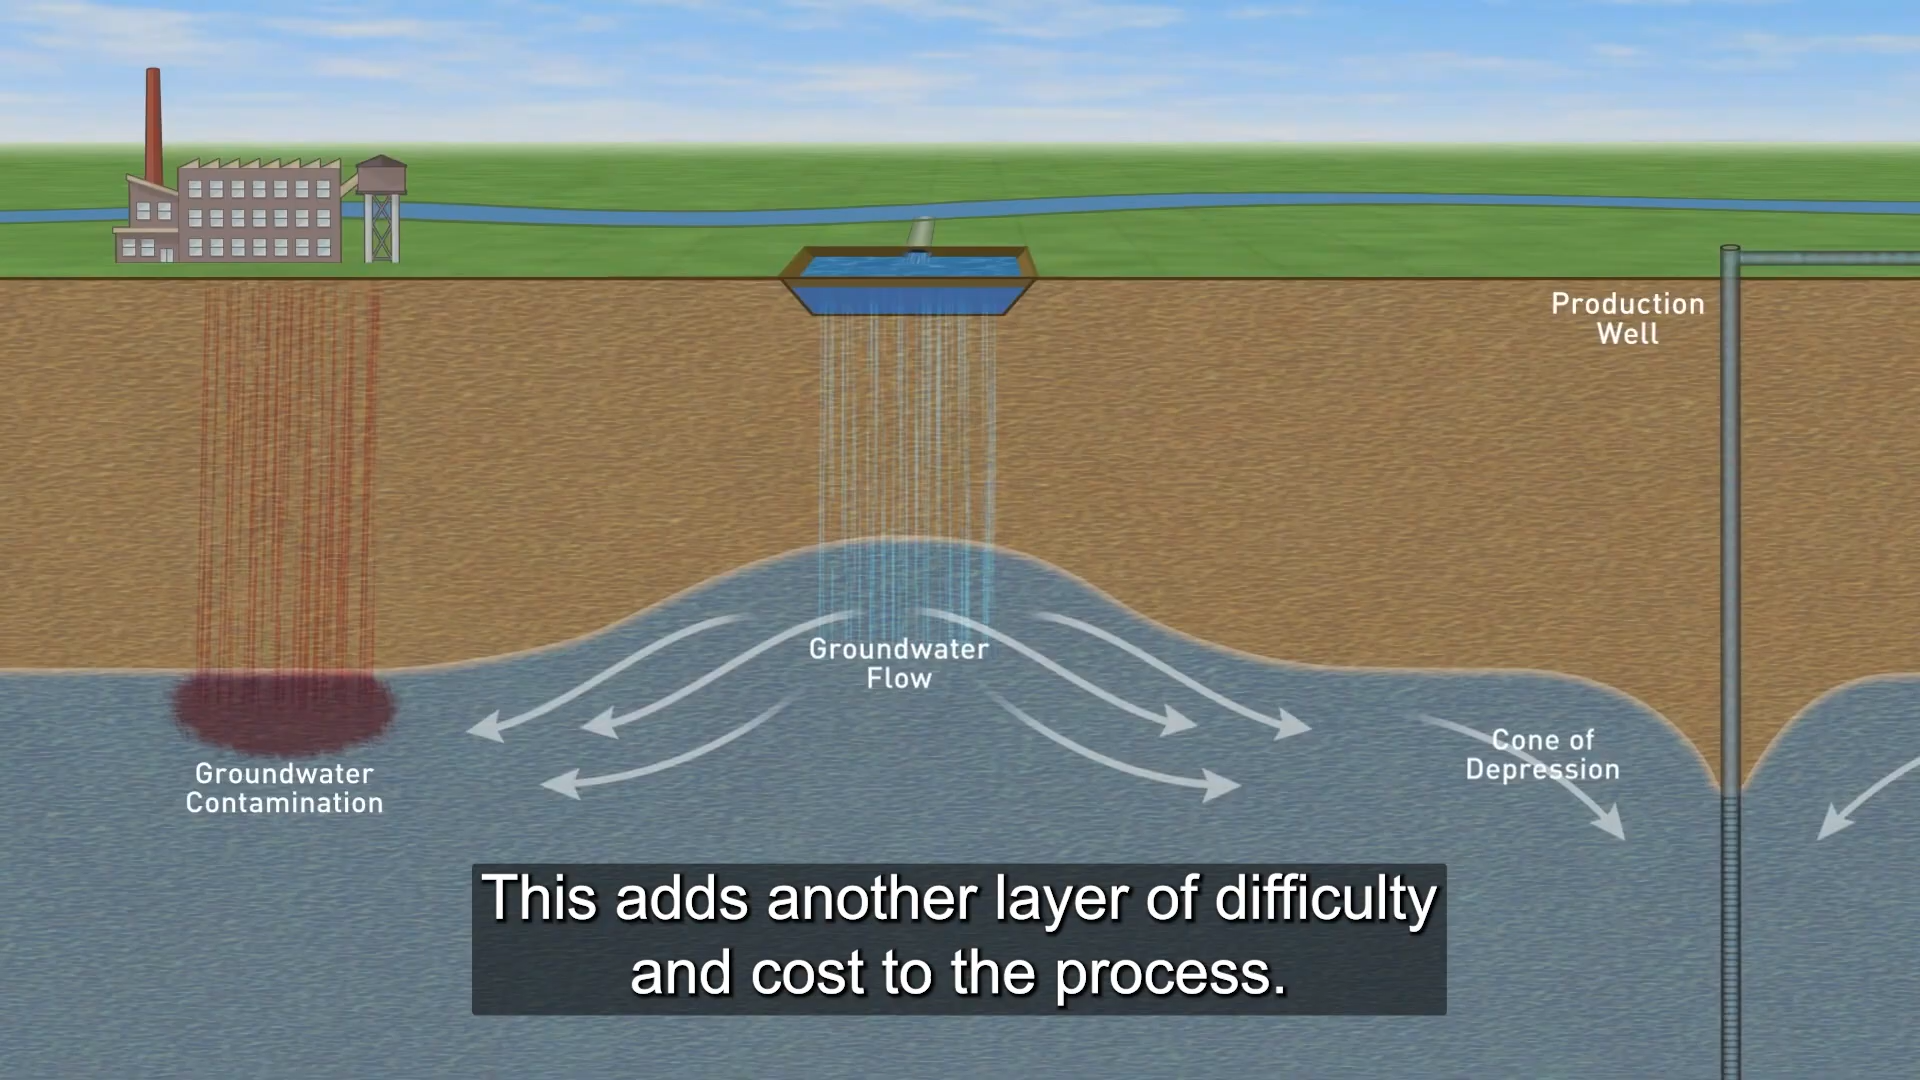 Production
Well
Groundwater
Flow
Cone of
Depression
Groundwater
Contamination
This adds another layer of difficulty
and cost to the process.